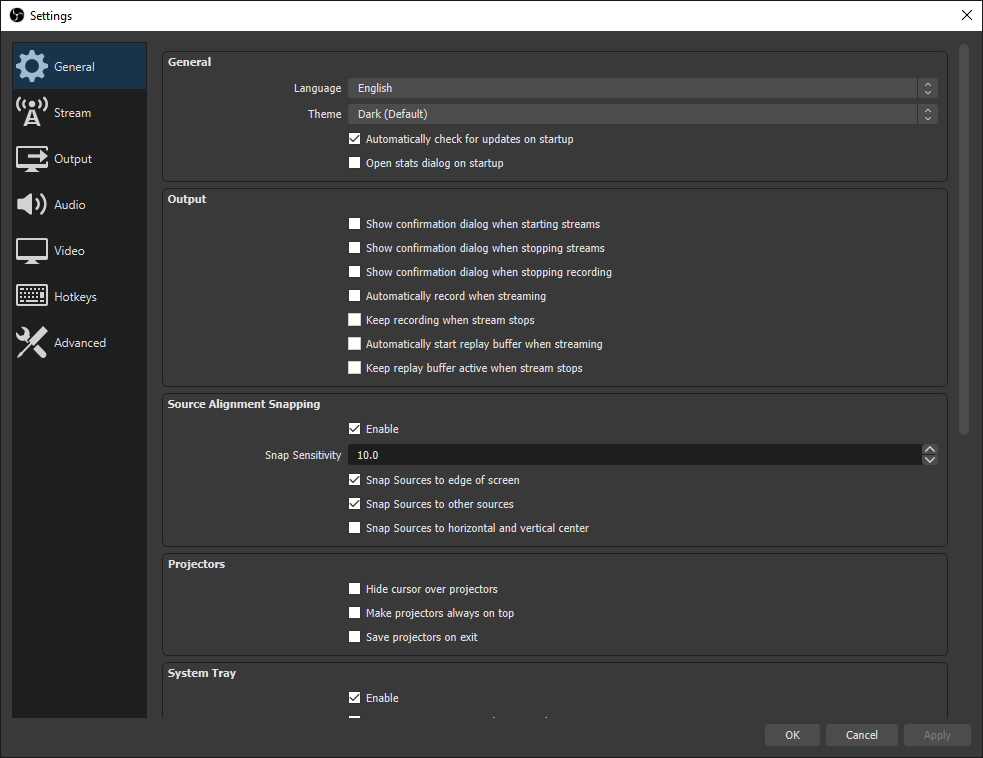 Settings
General
Stream
Output
Audio
Video
Hotkeys
Advanced
General
Language English
Theme Dark (Default)
Automatically check for updates on startup
Open stats dialog on startup
Output
Show confirmation dialog when starting streams
Show confirmation dialog when stopping streams
Show confirmation dialog when stopping recording
Automatically record when streaming
Keep recording when stream stops
Automatically start replay buffer when streaming
Keep replay buffer active when stream stops
Source Alignment Snapping
Enable
Snap Sensitivity 10.0
Snap Sources to edge of screen
Snap Sources to other sources
Snap Sources to horizontal and vertical center
Projectors
Hide cursor over projectors
Make projectors always on top
Save projectors on exit
System Tray
Enable
OK Cancel Apply